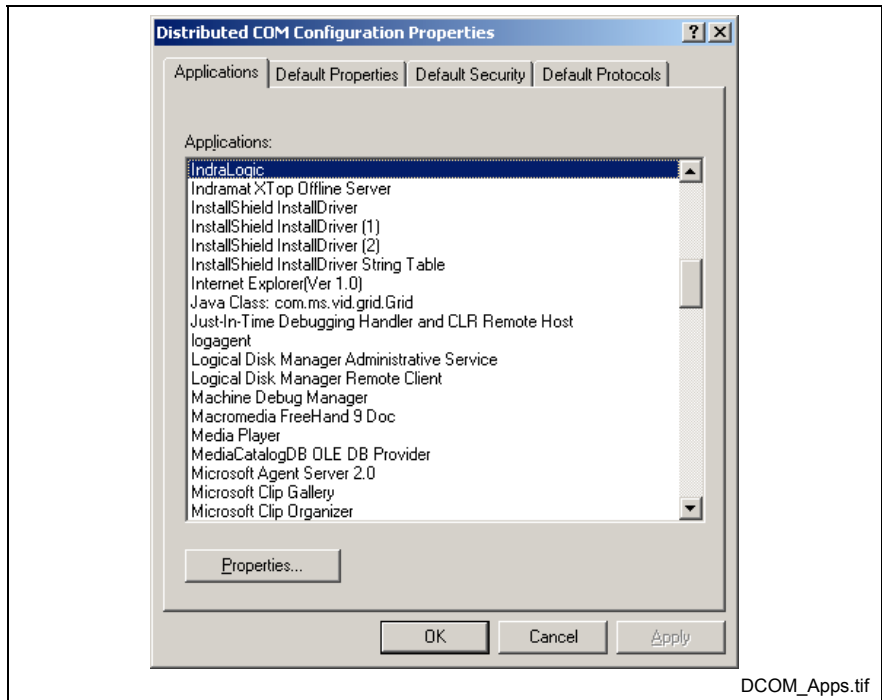 Distributed COM Configuration Properties
Applications Default Properties Default Security Default Protocols
Applications:
IndraLogic
Indramat XTop Offline Server
InstallShield InstallDriver
InstallShield InstallDriver (1)
InstallShield InstallDriver (2)
InstallShield InstallDriver String Table
Internet Explorer(Ver 1.0)
Java Class: com.ms.vid.grid.Grid
Just-In-Time Debugging Handler and CLR Remote Host
logagent
Logical Disk Manager Administrative Service
Logical Disk Manager Remote Client
Machine Debug Manager
Macromedia FreeHand 9 Doc
Media Player
MediaCatalogDB OLE DB Provider
Microsoft Agent Server 2.0
Microsoft Clip Gallery
Microsoft Clip Organizer
Properties...
OK Cancel Apply
DCOM_Apps.tif